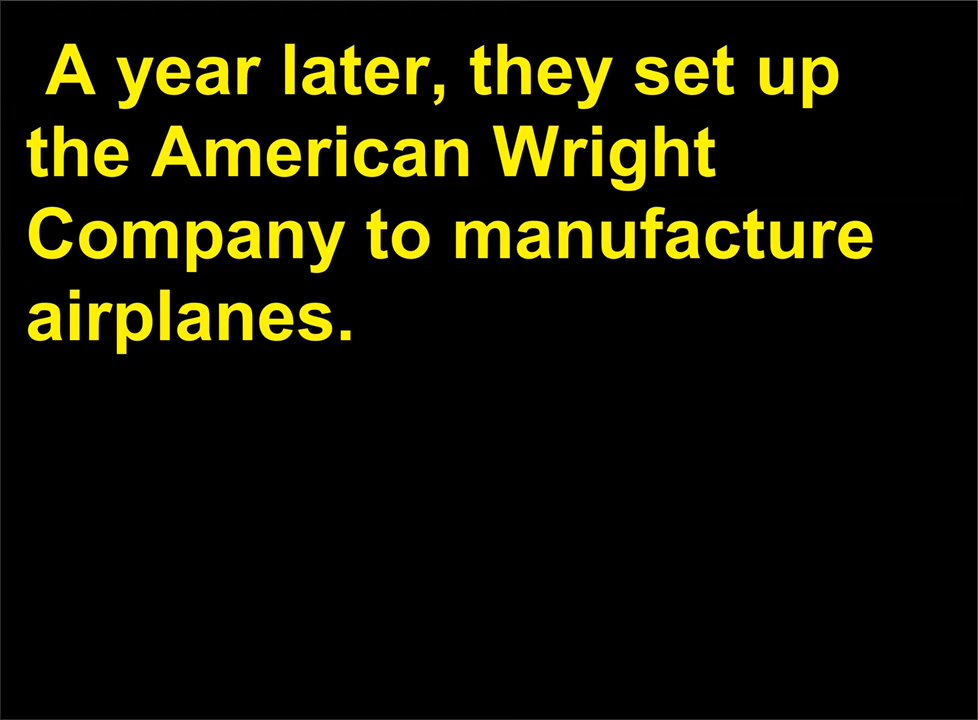 A year later, they set up
the American Wright
Company to manufacture
airplanes.